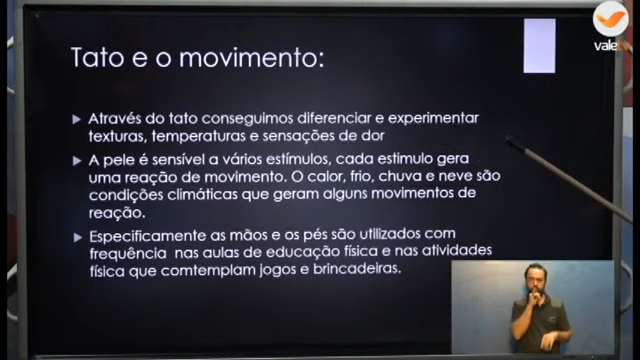 Tato e o movimento:
Através do tato conseguimos diferenciar e experimentar
texturas, temperaturas e sensações de dor
A pele é sensível a vários estímulos, cada estimulo gera
uma reação de movimento. O calor, frio, chuva e neve são
condições climáticas que geram alguns movimentos de
reação.
Especificamente as mãos e os pés são utilizados com
frequência nas aulas de educação física e nas atividades
física que comtemplam jogos e brincadeiras.